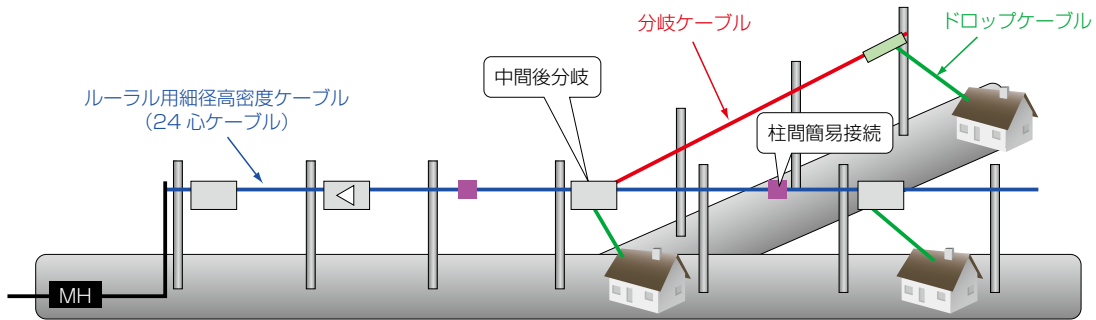 分岐ケーブル
ドロップケーブル
中間後分岐
ルーラル用細径高密度ケーブル
（24 心ケーブル）
柱間簡易接続
MH